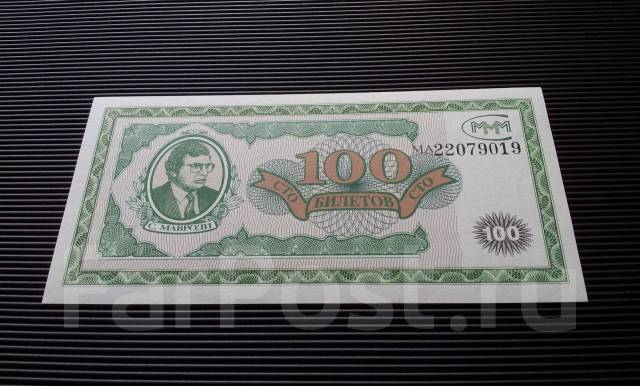 МММ
МА22079019
100
СТО БИЛЕТОВ СТО
С. МАВРОДИ
100
FarPost.ru